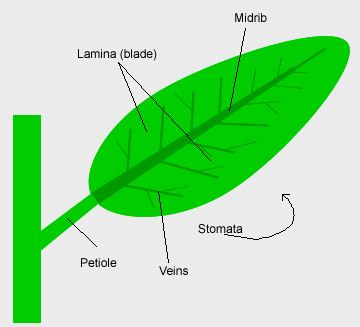 Midrib
Lamina (blade)
Stomata
Petiole
Veins